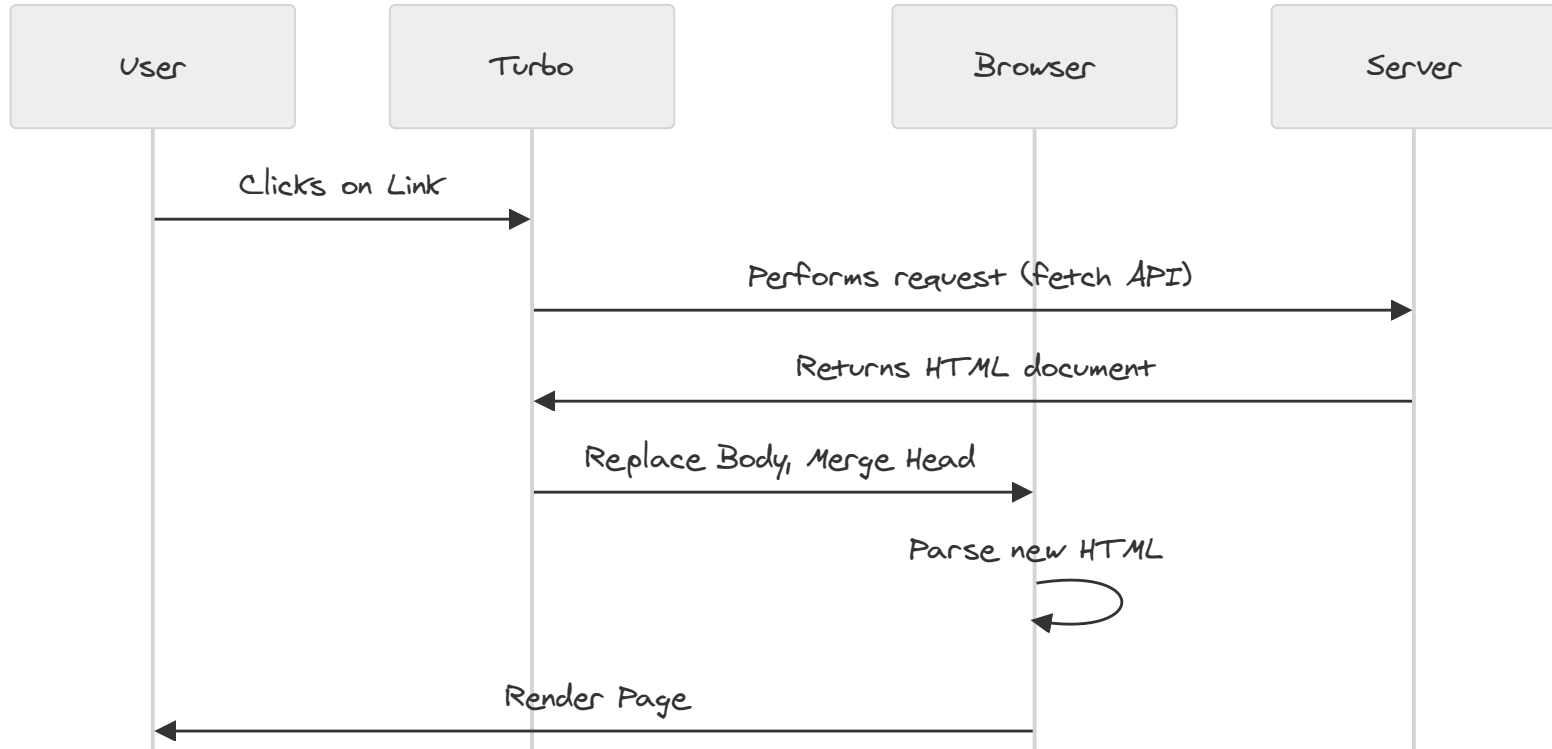 User
Turbo
Browser
Server
Clicks on Link
Performs request (fetch API)
Returns HTML document
Replace Body, Merge Head
Parse new HTML
Render Page